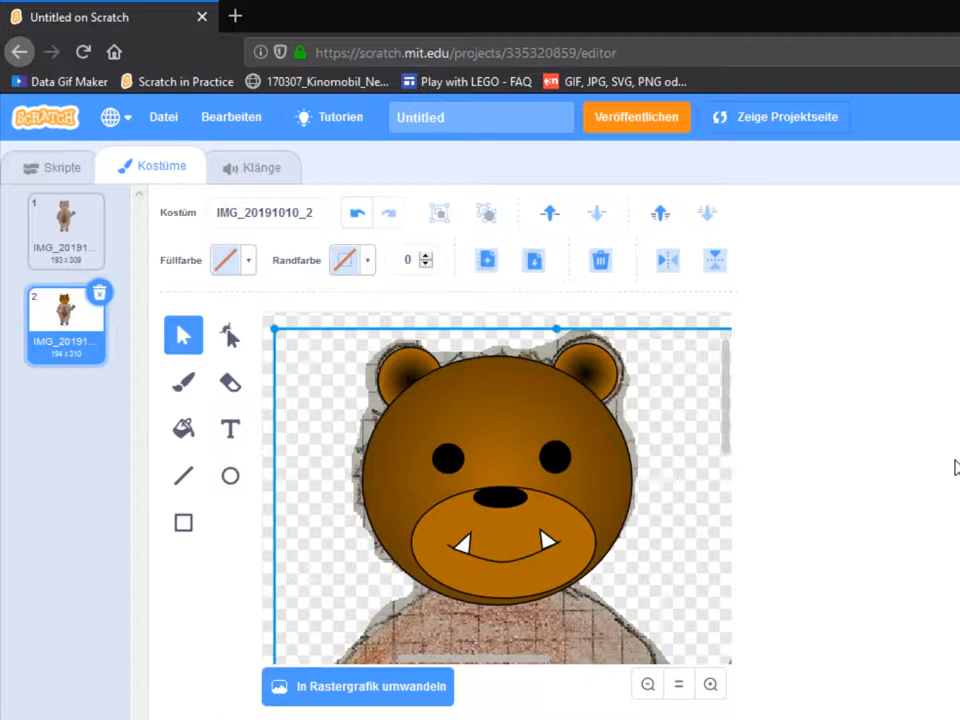 Untitled on Scratch
https://scratch.mit.edu/projects/335320859/editor
Data Gif Maker
Scratch in Practice
170307_Kinomobil_Ne...
Play with LEGO - FAQ
GIF, JPG, SVG, PNG od...
SCRATCH
Datei
Bearbeiten
Tutorien
Untitled
Veröffentlichen
Zeige Projektseite
Skripte
Kostüme
Klänge
1
IMG_20191...
193 x 309
2
IMG_20191...
194 x 310
Kostüm
IMG_20191010_2
Füllfarbe
Randfarbe
0
T
In Rastergrafik umwandeln